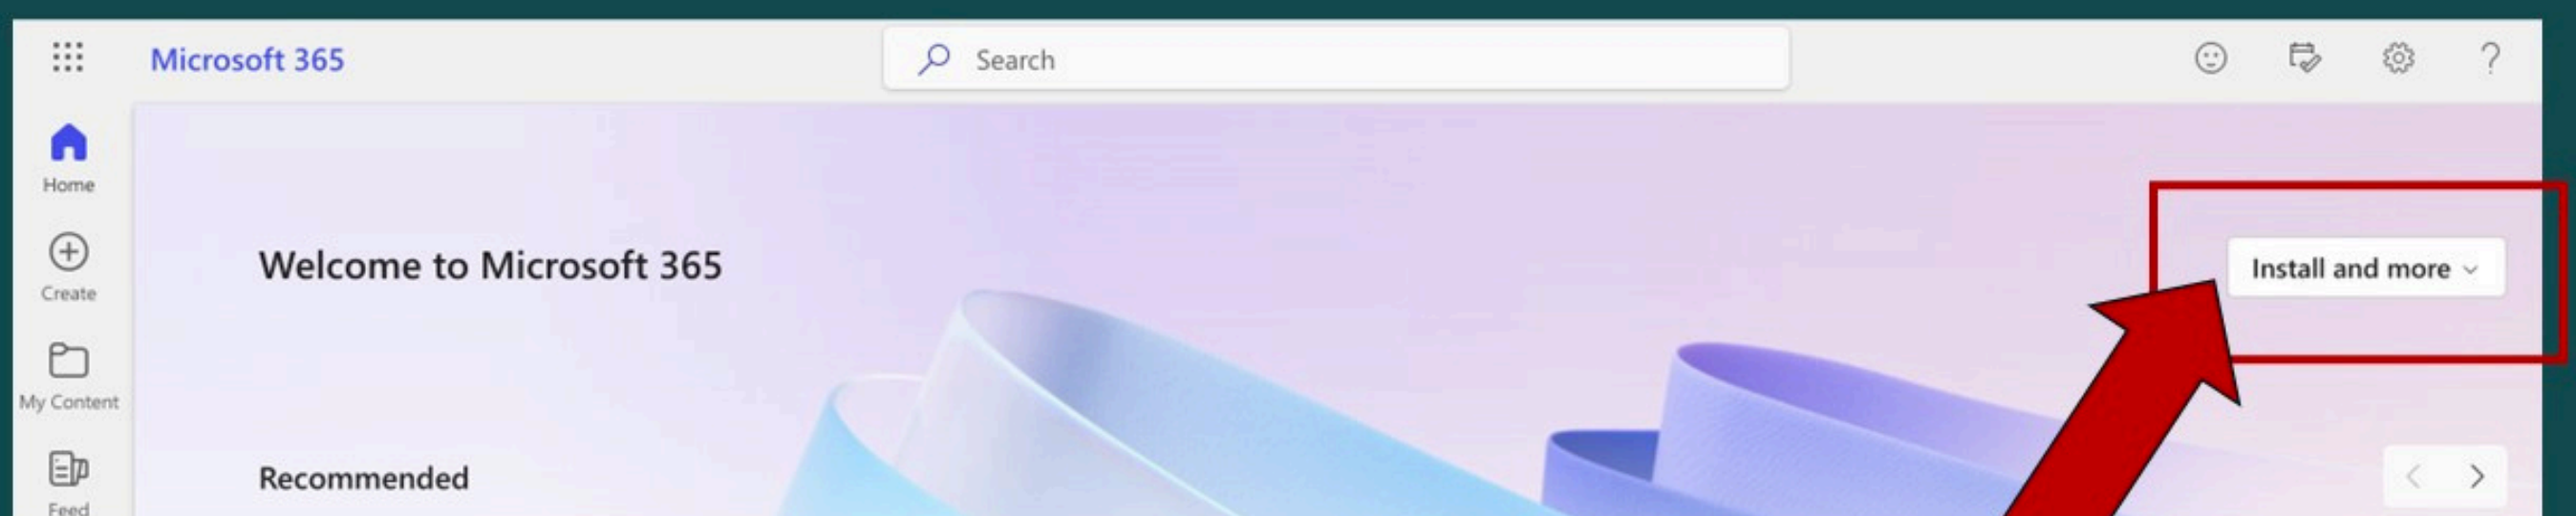 Microsoft 365
Search
Home
Create
My Content
Feed
Welcome to Microsoft 365
Install and more
Recommended